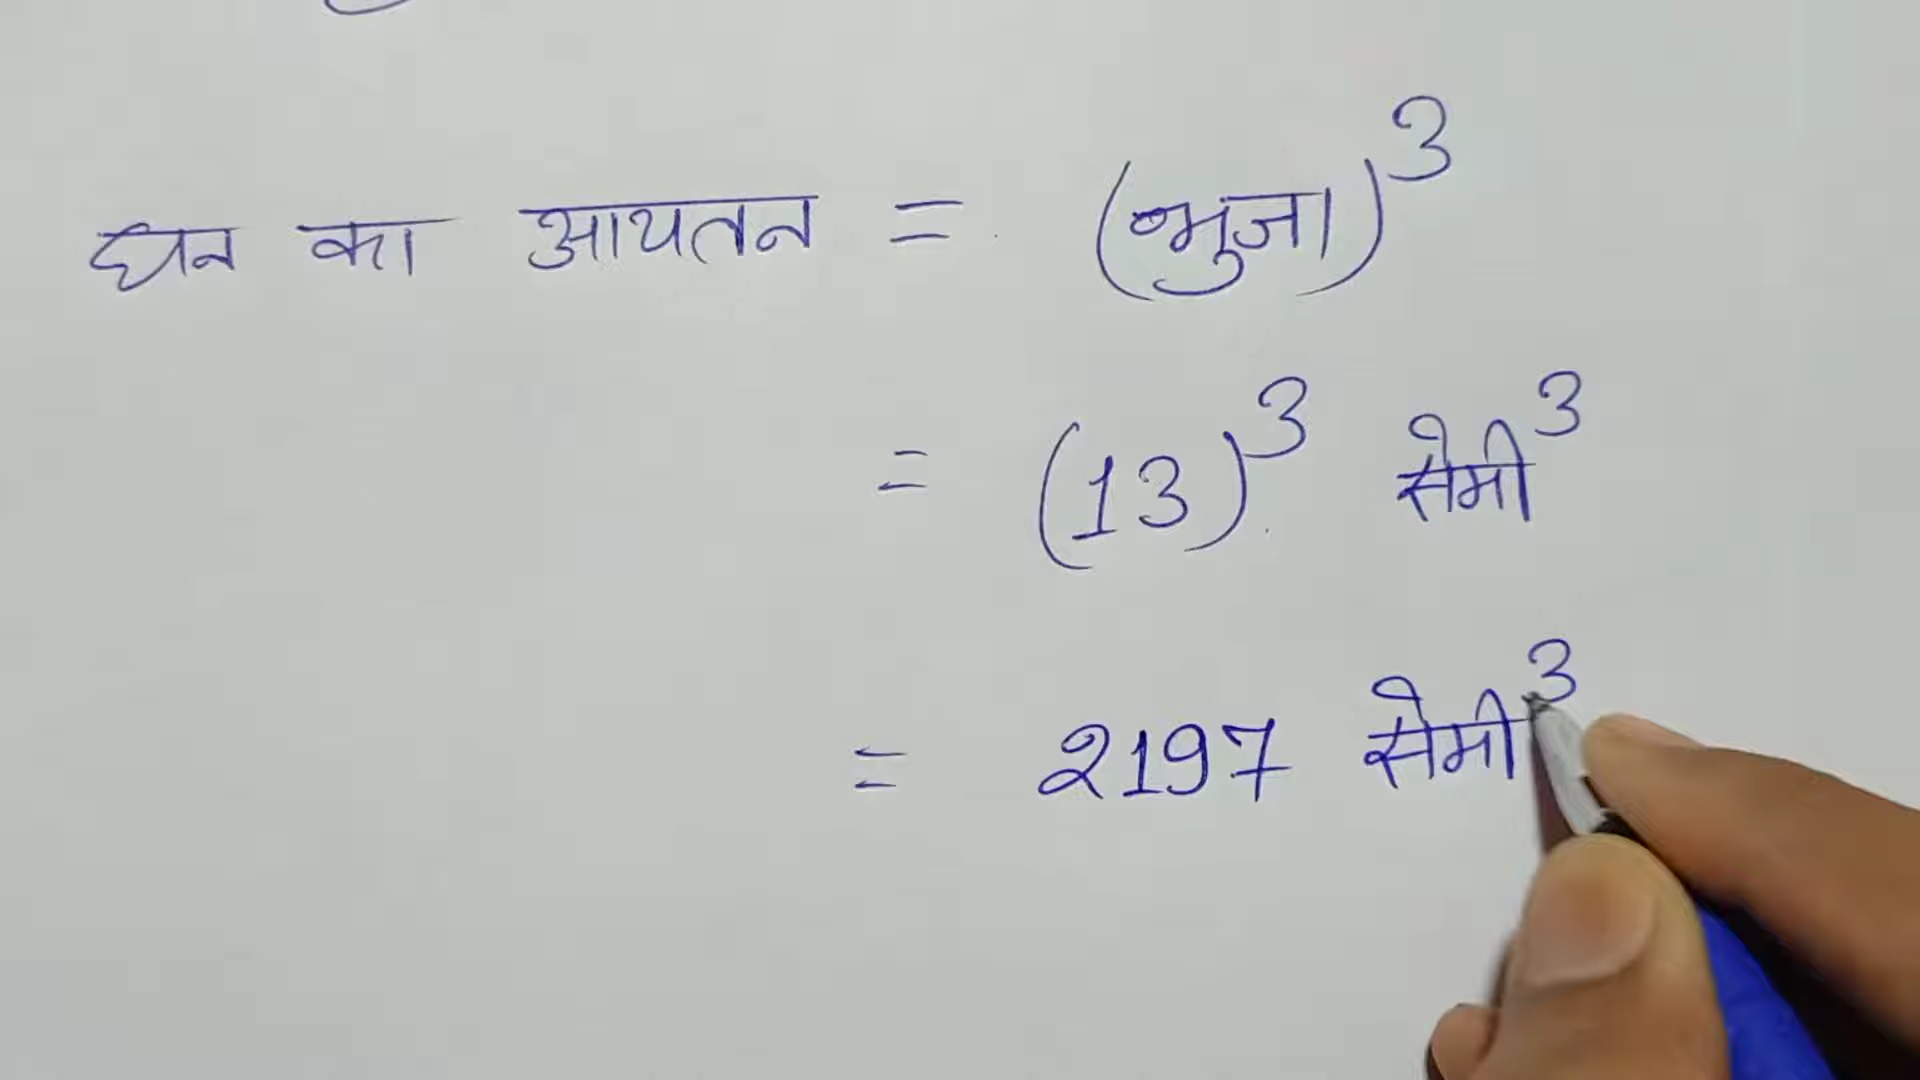 घन का आयतन = (भुजा)³
= (13)³ सेमी³
= 2197 सेमी³